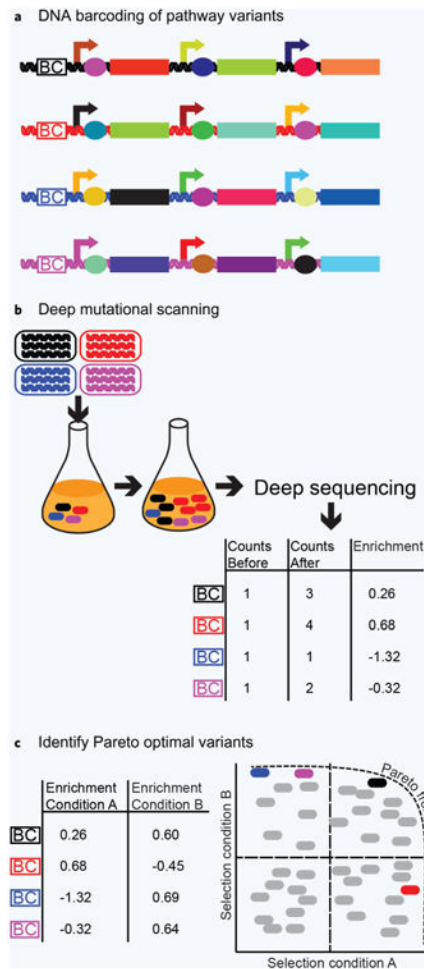 a DNA barcoding of pathway variants
BC
BC
BC
BC
b Deep mutational scanning
Deep sequencing
Counts Before Counts After Enrichment
BC 1 3 0.26
BC 1 4 0.68
BC 1 1 -1.32
BC 1 2 -0.32
c Identify Pareto optimal variants
Enrichment Condition A Enrichment Condition B
BC 0.26 0.60
BC 0.68 -0.45
BC -1.32 0.69
BC -0.32 0.64
Selection condition B
Pareto
Selection condition A